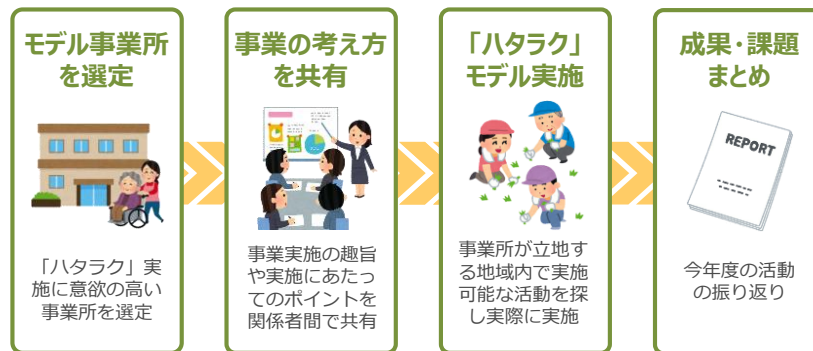 モデル事業所
を選定
「ハタラク」実
施に意欲の高い
事業所を選定
事業の考え方
を共有
事業実施の趣旨
や実施にあたっ
てのポイントを
関係者間で共有
「ハタラク」
モデル実施
事業所が立地す
る地域内で実施
可能な活動を探
し実際に実施
成果・課題
まとめ
REPORT
今年度の活動
の振り返り